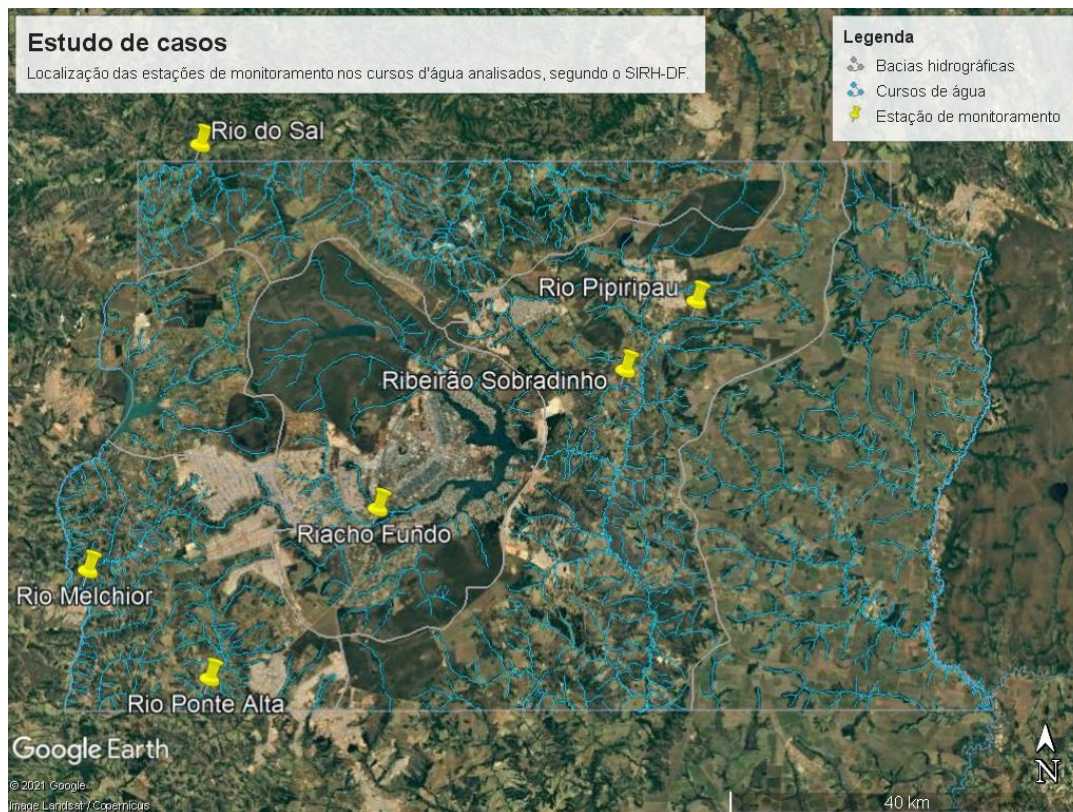 Estudo de casos
Localização das estações de monitoramento nos cursos d'água analisados, segundo o SIRH-DF.
Legenda
Bacias hidrográficas
Cursos de água
Estação de monitoramento
Rio do Sal
Rio Pipiripau
Ribeirão Sobradinho
Riacho Fundo
Rio Melchior
Rio Ponte Alta
Google Earth
© 2021 Google
Image Landsat / Copernicus
N
40 km